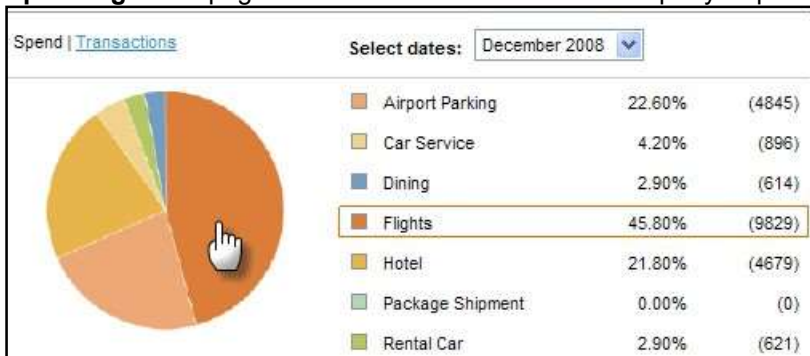 Spend | Transactions Select dates: December 2008
Airport Parking 22.60% (4845)
Car Service 4.20% (896)
Dining 2.90% (614)
Flights 45.80% (9829)
Hotel 21.80% (4679)
Package Shipment 0.00% (0)
Rental Car 2.90% (621)